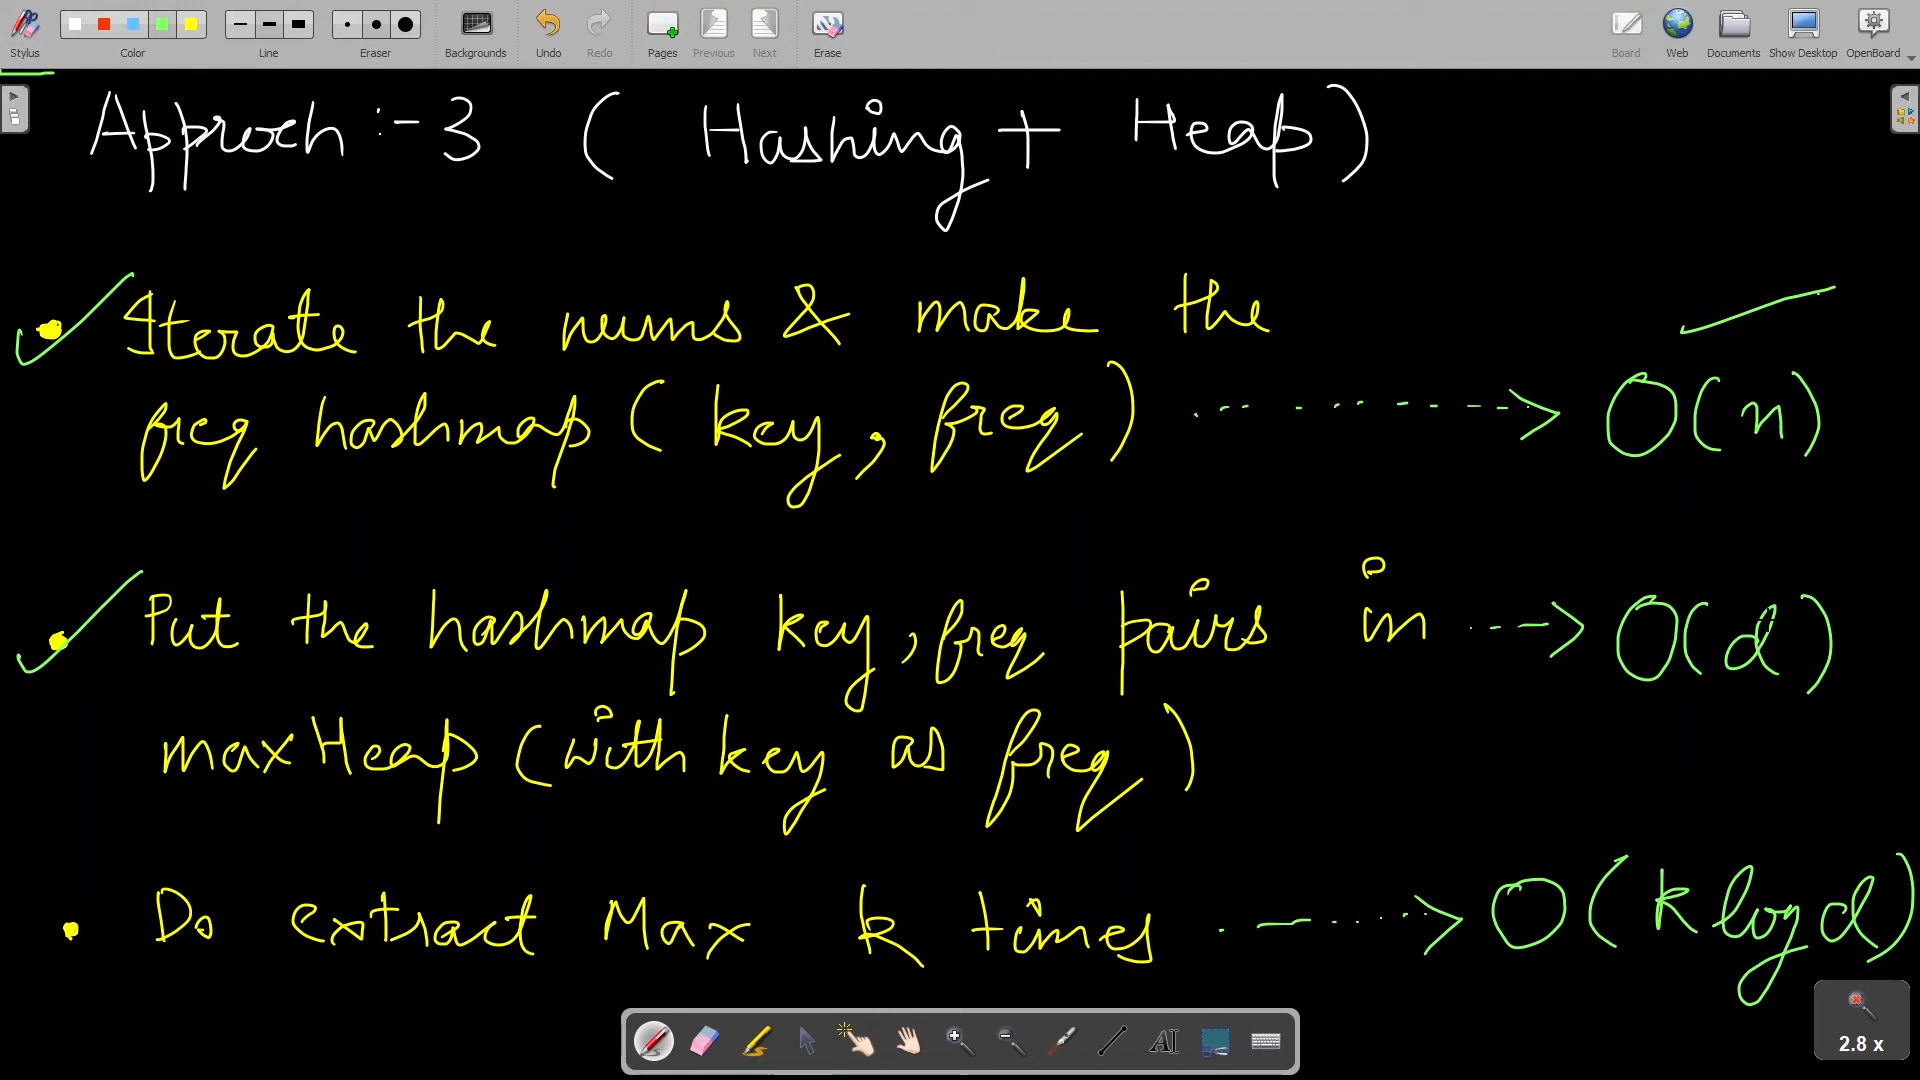 Stylus Color Line Eraser Backgrounds Undo Redo Pages Previous Next Erase Board Web Documents Show Desktop OpenBoard
Approch :- 3 ( Hashing + Heap )
Iterate the nums & make the
freq hashmap ( key , freq ) -----> O(n)
Put the hashmap key , freq pairs in ---> O(d)
maxHeap ( with key as freq )
Do extract Max k times -----> O( k log d )
AI
2.8 x